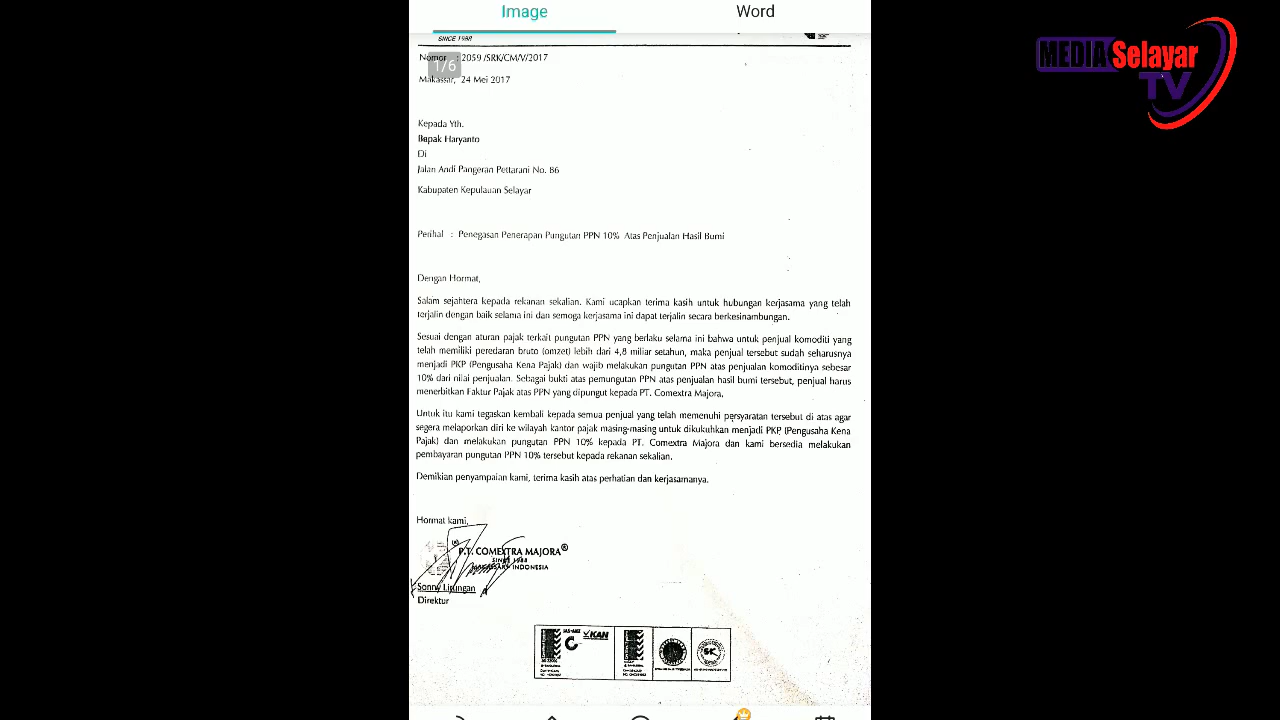 Image
Word
SINCE 1988
Nomor : 2059 /SRK/CM/V/2017
1/6
Makassar, 24 Mei 2017
Kepada Yth.
Bapak Haryanto
Di
Jalan Andi Pangeran Pettarani No. 86
Kabupaten Kepulauan Selayar
Perihal : Penegasan Penerapan Pungutan PPN 10% Atas Penjualan Hasil Bumi
Dengan Hormat,
Salam sejahtera kepada rekanan sekalian. Kami ucapkan terima kasih untuk hubungan kerjasama yang telah
terjalin dengan baik selama ini dan semoga kerjasama ini dapat terjalin secara berkesinambungan.
Sesuai dengan aturan pajak terkait pungutan PPN yang berlaku selama ini bahwa untuk penjual komoditi yang
telah memiliki peredaran bruto (omzet) lebih dari 4,8 miliar setahun, maka penjual tersebut sudah seharusnya
menjadi PKP (Pengusaha Kena Pajak) dan wajib melakukan pungutan PPN atas penjualan komoditinya sebesar
10% dari nilai penjualan. Sebagai bukti atas pemungutan PPN atas penjualan hasil bumi tersebut, penjual harus
menerbitkan Faktur Pajak atas PPN yang dipungut kepada PT. Comextra Majora.
Untuk itu kami tegaskan kembali kepada semua penjual yang telah memenuhi persyaratan tersebut di atas agar
segera melaporkan diri ke wilayah kantor pajak masing-masing untuk dikukuhkan menjadi PKP (Pengusaha Kena
Pajak) dan melakukan pungutan PPN 10% kepada PT. Comextra Majora dan kami bersedia melakukan
pembayaran pungutan PPN 10% tersebut kepada rekanan sekalian.
Demikian penyampaian kami, terima kasih atas perhatian dan kerjasamanya.
Hormat kami,
P.T. COMEXTRA MAJORA®
SINCE 1988
MAKASSAR - INDONESIA
Direktur
KAN
SK
MEDIA Selayar
TV